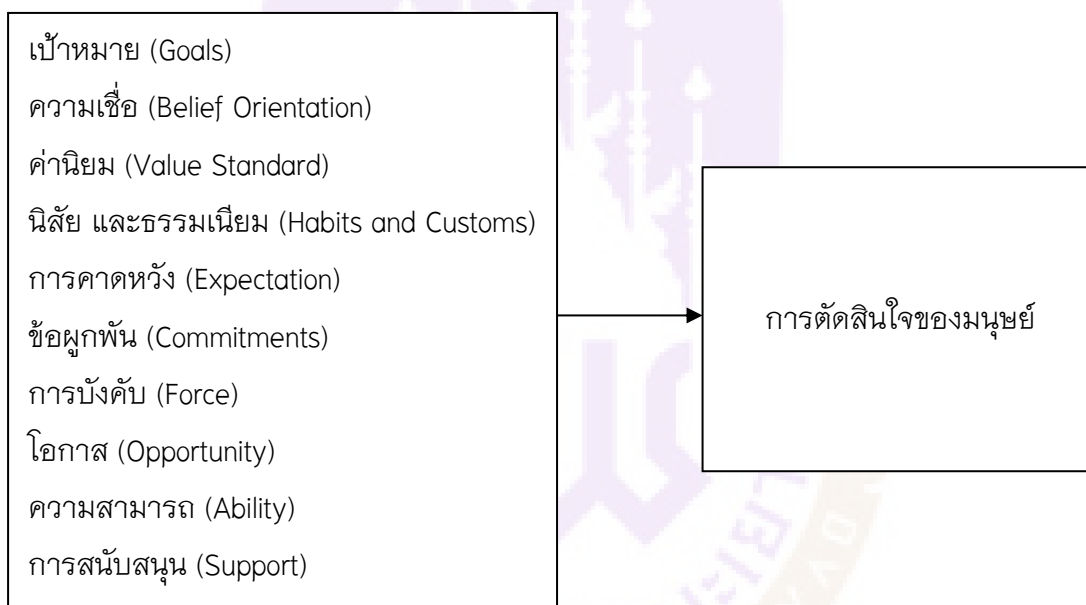 เป้าหมาย (Goals)
ความเชื่อ (Belief Orientation)
ค่านิยม (Value Standard)
นิสัย และธรรมเนียม (Habits and Customs)
การคาดหวัง (Expectation)
ข้อผูกพัน (Commitments)
การบังคับ (Force)
โอกาส (Opportunity)
ความสามารถ (Ability)
การสนับสนุน (Support)
การตัดสินใจของมนุษย์